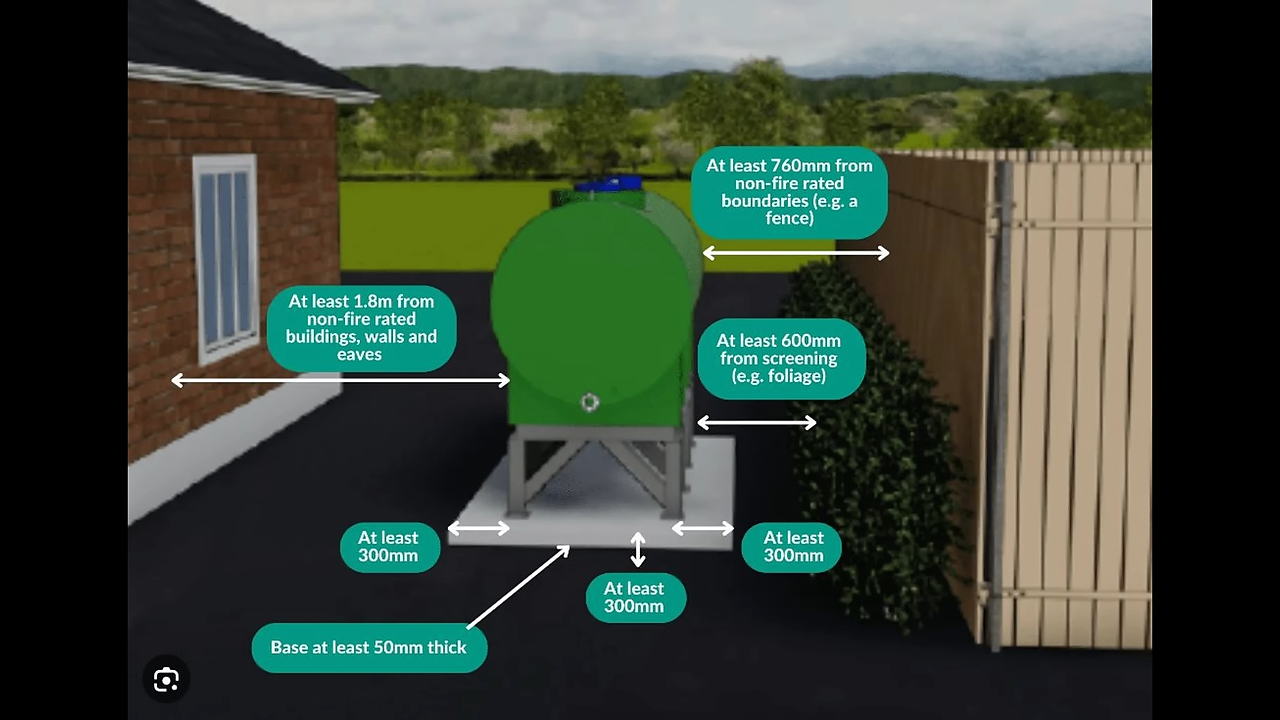 At least 760mm from
non-fire rated
boundaries (e.g. a
fence)
At least 1.8m from
non-fire rated
buildings, walls and
eaves
At least 600mm
from screening
(e.g. foliage)
At least
300mm
At least
300mm
At least
300mm
Base at least 50mm thick